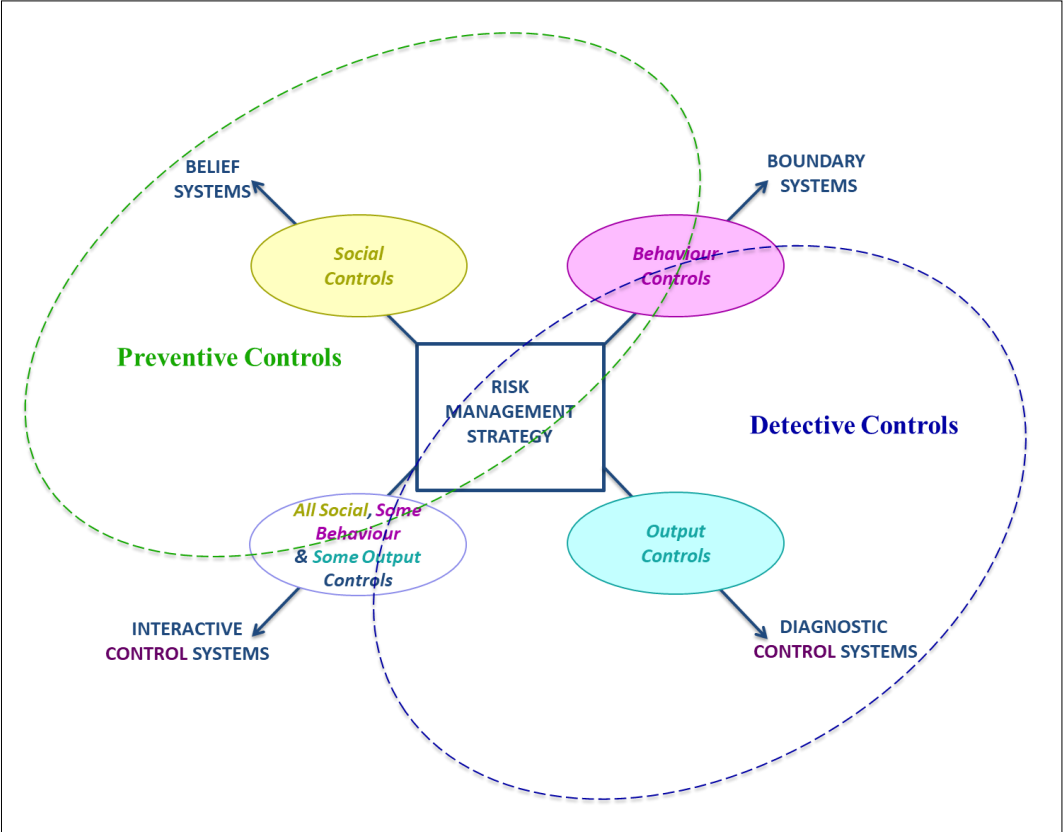 BELIEF
SYSTEMS
BOUNDARY
SYSTEMS
Social
Controls
Behaviour
Controls
Preventive Controls
RISK
MANAGEMENT
STRATEGY
Detective Controls
All Social, Some
Behaviour
& Some Output
Controls
Output
Controls
INTERACTIVE
CONTROL SYSTEMS
DIAGNOSTIC
CONTROL SYSTEMS